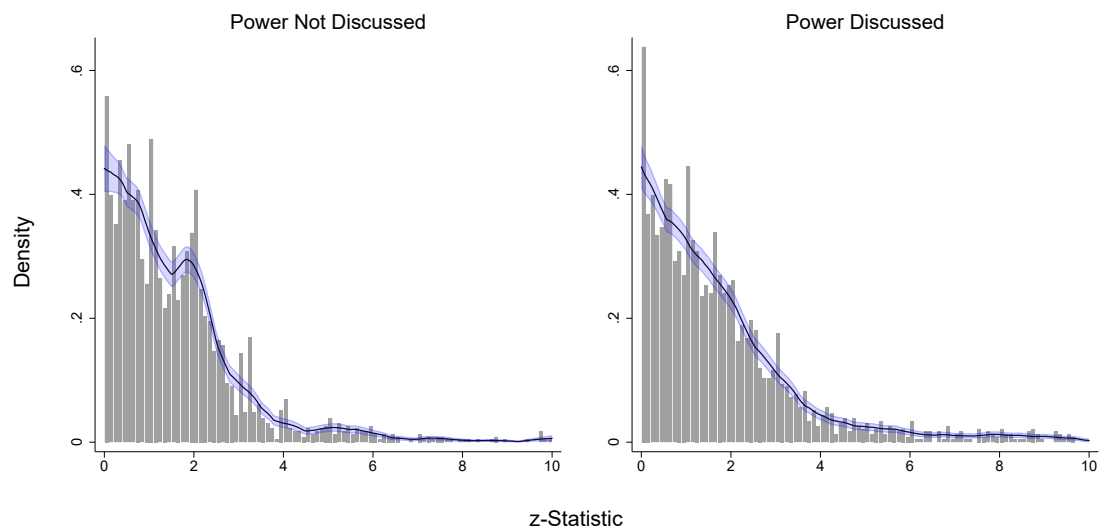 Power Not Discussed
Power Discussed
Density
.6
.4
.2
0
0 2 4 6 8 10
.6
.4
.2
0
0 2 4 6 8 10
z-Statistic